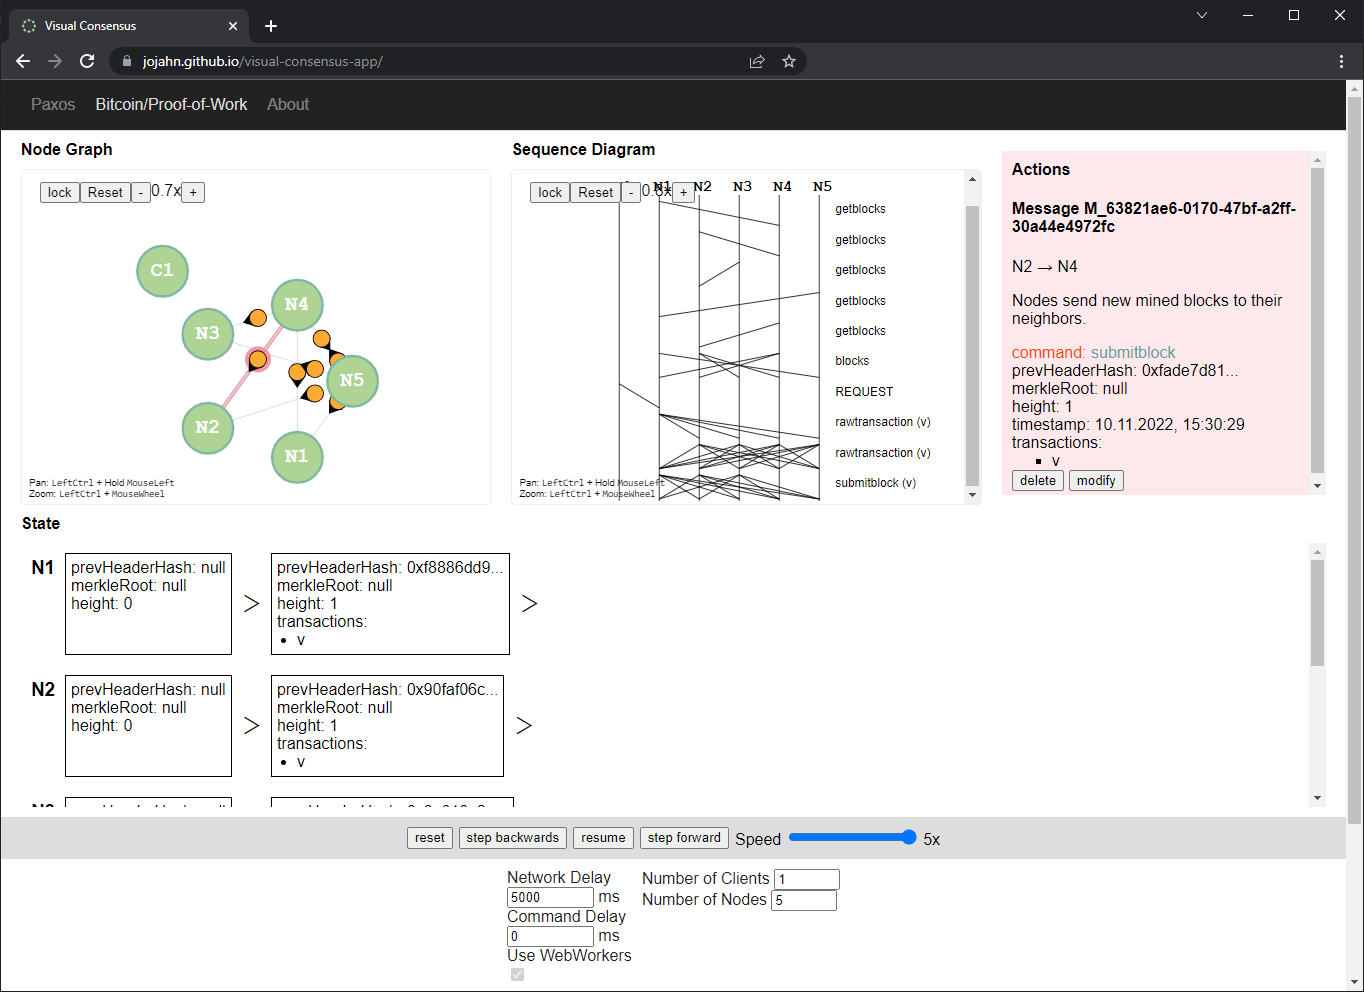 Visual Consensus
jojahn.github.io/visual-consensus-app/
Paxos Bitcoin/Proof-of-Work About
Node Graph
lock Reset - 0.7x +
C1
N4
N3
N5
N2
N1
Pan: LeftCtrl + Hold MouseLeft
Zoom: LeftCtrl + MouseWheel
Sequence Diagram
lock Reset - 0.8x +
N1 N2 N3 N4 N5
getblocks
getblocks
getblocks
getblocks
getblocks
blocks
REQUEST
rawtransaction (v)
rawtransaction (v)
submitblock (v)
Pan: LeftCtrl + Hold MouseLeft
Zoom: LeftCtrl + MouseWheel
Actions
Message M_63821ae6-0170-47bf-a2ff-
30a44e4972fc
N2 → N4
Nodes send new mined blocks to their
neighbors.
command: submitblock
prevHeaderHash: 0xfade7d81...
merkleRoot: null
height: 1
timestamp: 10.11.2022, 15:30:29
transactions:
v
delete modify
State
N1
prevHeaderHash: null
merkleRoot: null
height: 0
>
prevHeaderHash: 0xf8886dd9...
merkleRoot: null
height: 1
transactions:
v
>
N2
prevHeaderHash: null
merkleRoot: null
height: 0
>
prevHeaderHash: 0x90faf06c...
merkleRoot: null
height: 1
transactions:
v
>
reset step backwards resume step forward Speed 5x
Network Delay
5000 ms
Command Delay
0 ms
Use WebWorkers
Number of Clients 1
Number of Nodes 5